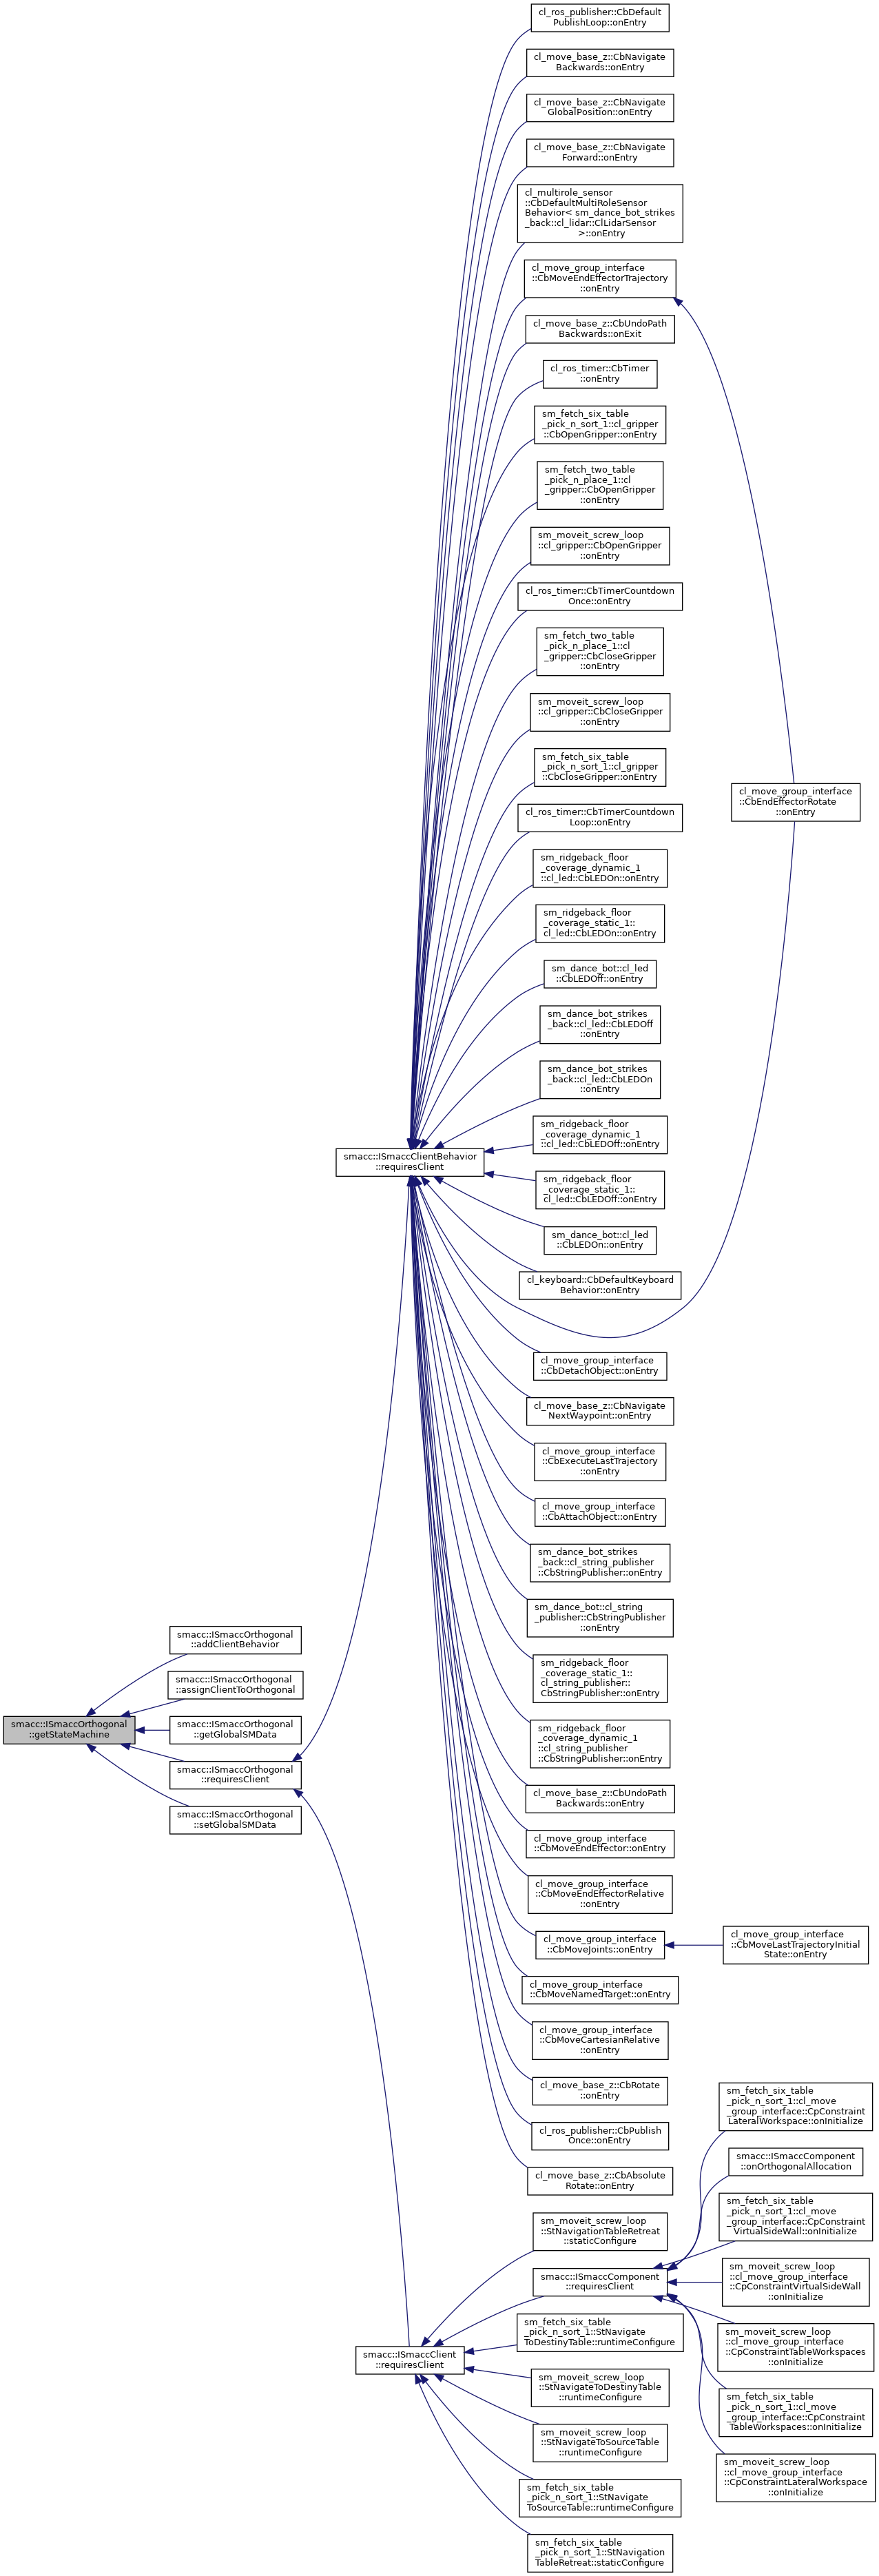 cl_ros_publisher::CbDefault
PublishLoop::onEntry
cl_move_base_z::CbNavigate
Backwards::onEntry
cl_move_base_z::CbNavigate
GlobalPosition::onEntry
cl_move_base_z::CbNavigate
Forward::onEntry
cl_multirole_sensor
::CbDefaultMultiRoleSensor
Behavior< sm_dance_bot_strikes
_back::cl_lidar::ClLidarSensor
>::onEntry
cl_move_group_interface
::CbMoveEndEffectorTrajectory
::onEntry
cl_move_base_z::CbUndoPath
Backwards::onExit
cl_ros_timer::CbTimer
::onEntry
sm_fetch_six_table
_pick_n_sort_1::cl_gripper
::CbOpenGripper::onEntry
sm_fetch_two_table
_pick_n_place_1::cl
_gripper::CbOpenGripper
::onEntry
sm_moveit_screw_loop
::cl_gripper::CbOpenGripper
::onEntry
cl_ros_timer::CbTimerCountdown
Once::onEntry
sm_fetch_two_table
_pick_n_place_1::cl
_gripper::CbCloseGripper
::onEntry
sm_moveit_screw_loop
::cl_gripper::CbCloseGripper
::onEntry
sm_fetch_six_table
_pick_n_sort_1::cl_gripper
::CbCloseGripper::onEntry
cl_move_group_interface
::CbEndEffectorRotate
::onEntry
cl_ros_timer::CbTimerCountdown
Loop::onEntry
sm_ridgeback_floor
_coverage_dynamic_1
::cl_led::CbLEDOn::onEntry
sm_ridgeback_floor
_coverage_static_1::
cl_led::CbLEDOn::onEntry
sm_dance_bot::cl_led
::CbLEDOff::onEntry
sm_dance_bot_strikes
_back::cl_led::CbLEDOff
::onEntry
sm_dance_bot_strikes
_back::cl_led::CbLEDOn
::onEntry
sm_ridgeback_floor
_coverage_dynamic_1
::cl_led::CbLEDOff::onEntry
smacc::ISmaccClientBehavior
::requiresClient
sm_ridgeback_floor
_coverage_static_1::
cl_led::CbLEDOff::onEntry
sm_dance_bot::cl_led
::CbLEDOn::onEntry
cl_keyboard::CbDefaultKeyboard
Behavior::onEntry
cl_move_group_interface
::CbDetachObject::onEntry
cl_move_base_z::CbNavigate
NextWaypoint::onEntry
cl_move_group_interface
::CbExecuteLastTrajectory
::onEntry
cl_move_group_interface
::CbAttachObject::onEntry
sm_dance_bot_strikes
_back::cl_string_publisher
::CbStringPublisher::onEntry
sm_dance_bot::cl_string
_publisher::CbStringPublisher
::onEntry
smacc::ISmaccOrthogonal
::addClientBehavior
sm_ridgeback_floor
_coverage_static_1::
cl_string_publisher::
CbStringPublisher::onEntry
smacc::ISmaccOrthogonal
::assignClientToOrthogonal
smacc::ISmaccOrthogonal
::getStateMachine
smacc::ISmaccOrthogonal
::getGlobalSMData
sm_ridgeback_floor
_coverage_dynamic_1
::cl_string_publisher
::CbStringPublisher::onEntry
smacc::ISmaccOrthogonal
::requiresClient
smacc::ISmaccOrthogonal
::setGlobalSMData
cl_move_base_z::CbUndoPath
Backwards::onEntry
cl_move_group_interface
::CbMoveEndEffector::onEntry
cl_move_group_interface
::CbMoveEndEffectorRelative
::onEntry
cl_move_group_interface
::CbMoveJoints::onEntry
cl_move_group_interface
::CbMoveLastTrajectoryInitial
State::onEntry
cl_move_group_interface
::CbMoveNamedTarget::onEntry
cl_move_group_interface
::CbMoveCartesianRelative
::onEntry
cl_move_base_z::CbRotate
::onEntry
cl_ros_publisher::CbPublish
Once::onEntry
cl_move_base_z::CbAbsolute
Rotate::onEntry
sm_fetch_six_table
_pick_n_sort_1::cl_move
_group_interface::CpConstraint
LateralWorkspace::onInitialize
smacc::ISmaccComponent
::onOrthogonalAllocation
sm_fetch_six_table
_pick_n_sort_1::cl_move
_group_interface::CpConstraint
VirtualSideWall::onInitialize
sm_moveit_screw_loop
::StNavigationTableRetreat
::staticConfigure
smacc::ISmaccComponent
::requiresClient
sm_moveit_screw_loop
::cl_move_group_interface
::CpConstraintVirtualSideWall
::onInitialize
smacc::ISmaccClient
::requiresClient
sm_fetch_six_table
_pick_n_sort_1::StNavigate
ToDestinyTable::runtimeConfigure
sm_moveit_screw_loop
::cl_move_group_interface
::CpConstraintTableWorkspaces
::onInitialize
sm_moveit_screw_loop
::StNavigateToDestinyTable
::runtimeConfigure
sm_fetch_six_table
_pick_n_sort_1::cl_move
_group_interface::CpConstraint
TableWorkspaces::onInitialize
sm_moveit_screw_loop
::StNavigateToSourceTable
::runtimeConfigure
sm_moveit_screw_loop
::cl_move_group_interface
::CpConstraintLateralWorkspace
::onInitialize
sm_fetch_six_table
_pick_n_sort_1::StNavigate
ToSourceTable::runtimeConfigure
sm_fetch_six_table
_pick_n_sort_1::StNavigation
TableRetreat::staticConfigure